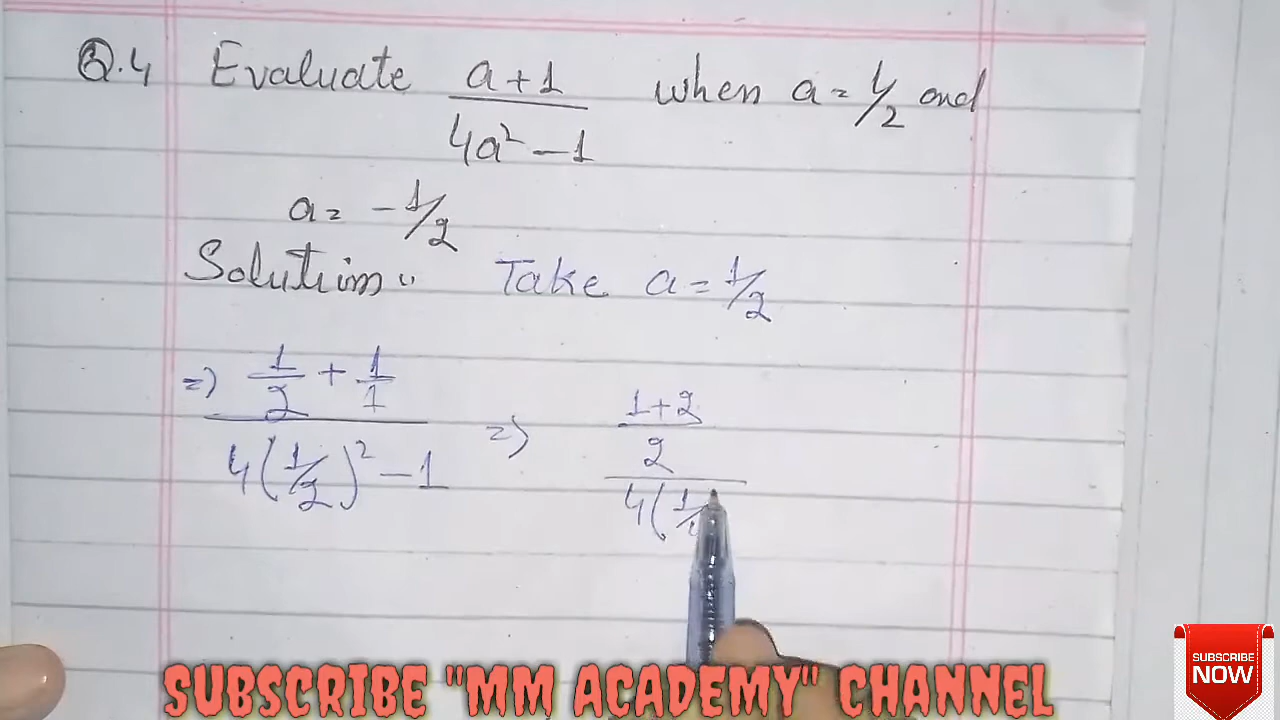 Q.4 Evaluate a+1 / 4a² - 1 when a = 1/2 and
a = - 1/2
Solution:. Take a = 1/2
=) 1/2 + 1/1 / 4(1/2)² - 1 =) 1+2 / 2 / 4(1/
SUBSCRIBE NOW
SUBSCRIBE "MM ACADEMY" CHANNEL